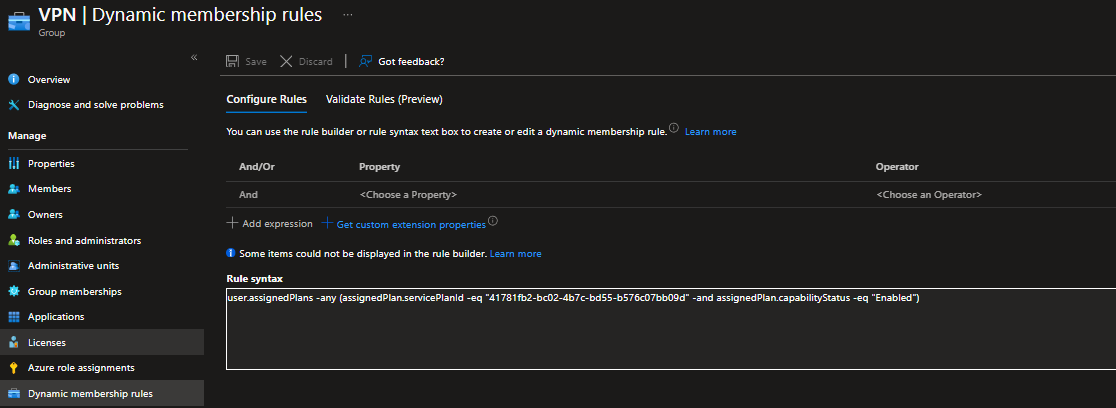 VPN | Dynamic membership rules ...
Group
«
Save Discard | Got feedback?
Overview
Diagnose and solve problems
Manage
Properties
Members
Owners
Roles and administrators
Administrative units
Group memberships
Applications
Licenses
Azure role assignments
Dynamic membership rules
Configure Rules Validate Rules (Preview)
You can use the rule builder or rule syntax text box to create or edit a dynamic membership rule. Learn more
And/Or Property Operator
And <Choose a Property> <Choose an Operator>
+ Add expression + Get custom extension properties
Some items could not be displayed in the rule builder. Learn more
Rule syntax
user.assignedPlans -any (assignedPlan.servicePlanId -eq "41781fb2-bc02-4b7c-bd55-b576c07bb09d" -and assignedPlan.capabilityStatus -eq "Enabled")